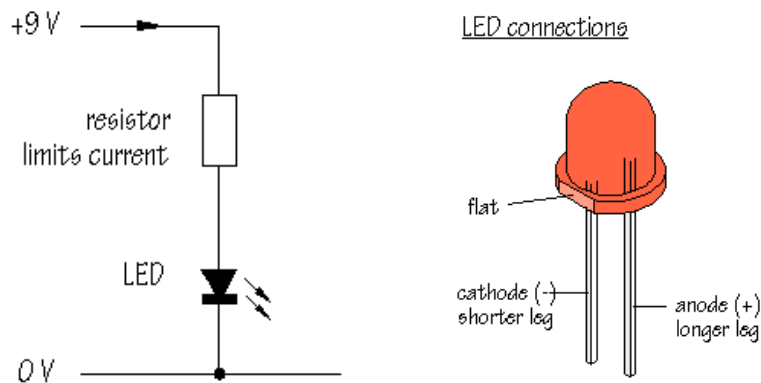 +9 V
resistor
limits current
LED
0 V
LED connections
flat
cathode (-)
shorter leg
anode (+)
longer leg